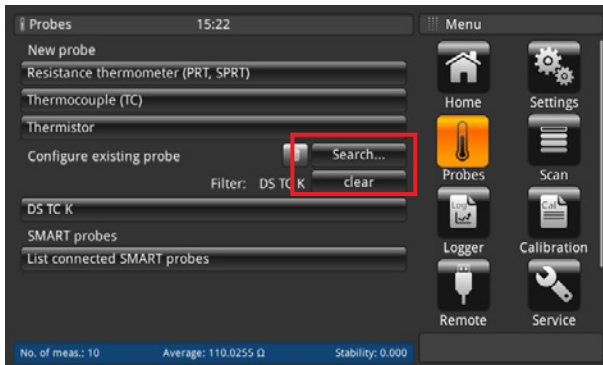 Probes 15:22
New probe
Resistance thermometer (PRT, SPRT)
Thermocouple (TC)
Thermistor
Configure existing probe Search...
Filter: DS TC K clear
DS TC K
SMART probes
List connected SMART probes
No. of meas.: 10 Average: 110.0255 Ω Stability: 0.000
Menu
Home Settings
Probes Scan
Log Cal
Logger Calibration
Remote Service